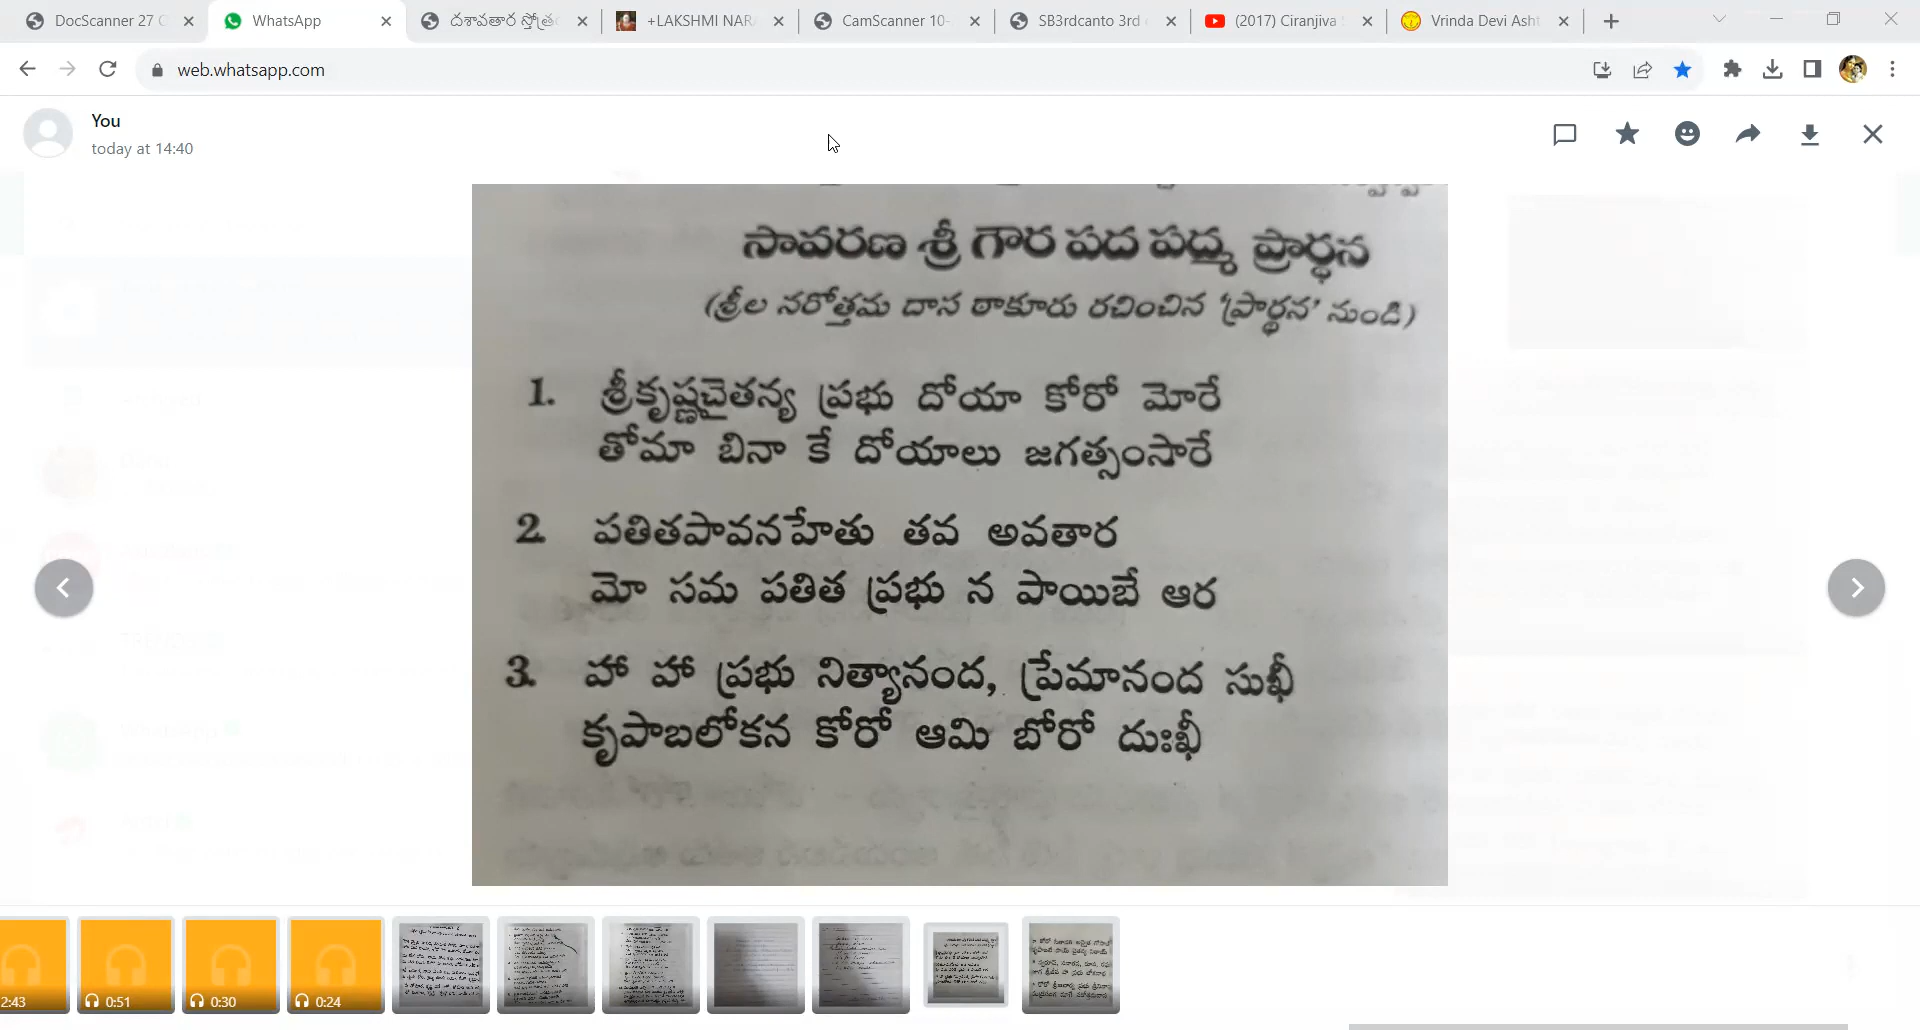 DocScanner 27 C
WhatsApp
దశావతార స్తోత్రం
+LAKSHMI NARA
CamScanner 10-
SB3rdcanto 3rd
(2017) Ciranjiva
Vrinda Devi Asht
web.whatsapp.com
You
today at 14:40
సావరణ శ్రీ గౌర పద పద్మ ప్రార్థన
(శ్రీల నరోత్తమ దాస ఠాకూరు రచించిన ‘ప్రార్థన’ నుండి)
1. శ్రీకృష్ణచైతన్య ప్రభు దోయా కోరో మోరే
తోమా బినా కే దోయాలు జగత్సంసారే
2. పతితపావనహేతు తవ అవతార
మో సమ పతిత ప్రభు న పాయిబే ఆర
3. హా హా ప్రభు నిత్యానంద, ప్రేమానంద సుఖీ
కృపాబలోకన కోరో ఆమి బోరో దుఃఖీ
2:43
0:51
0:30
0:24